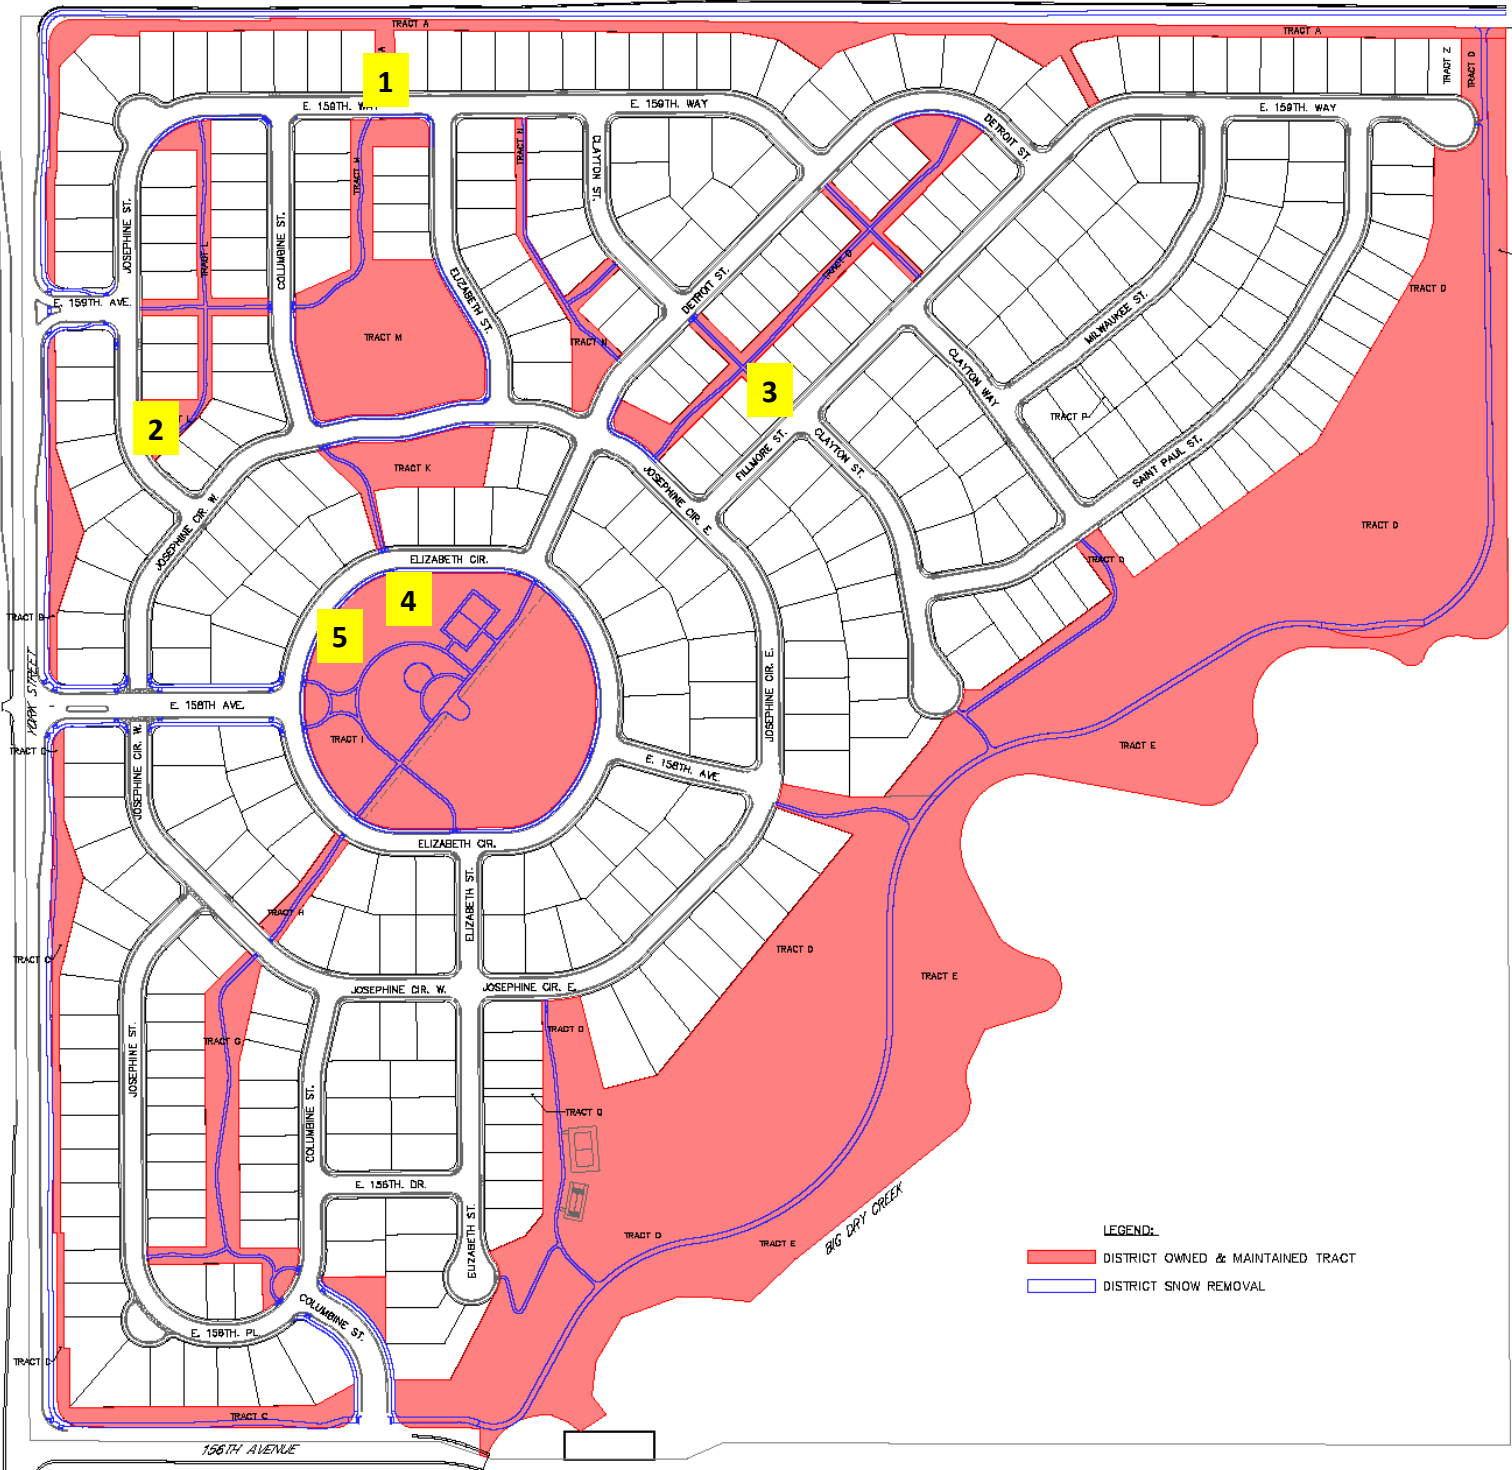 TRACT A
TRACT A
A
TRACT Z
TRACT D
1
E. 159TH. WAY
E. 159TH. WAY
E. 159TH. WAY
DETROIT ST.
TRACT N
CLAYTON ST.
TRACT M
JOSEPHINE ST.
COLUMBINE ST.
TRACT L
ELIZABETH ST.
DETROIT ST.
TRACT O
TRACT D
E. 159TH. AVE.
MILWAUKEE ST.
TRACT M
TRACT N
3
CLAYTON WAY
TRACT P
2
CLAYTON ST.
FILLMORE ST.
SAINT PAUL ST.
TRACT K
JOSEPHINE CIR. E.
JOSEPHINE CIR. W.
TRACT D
ELIZABETH CIR.
TRACT D
4
5
TRACT B
YORK STREET
JOSEPHINE CIR. E.
E. 158TH AVE.
TRACT I
TRACT E
JOSEPHINE CIR. W.
E. 158TH. AVE.
ELIZABETH CIR.
ELIZABETH ST.
TRACT H
TRACT D
TRACT C
TRACT E
JOSEPHINE CIR. W.
JOSEPHINE CIR. E.
TRACT D
TRACT G
JOSEPHINE ST.
COLUMBINE ST.
TRACT Q
E. 156TH. DR.
ELIZABETH ST.
TRACT D
TRACT E
BIG DRY CREEK
LEGEND:
DISTRICT OWNED & MAINTAINED TRACT
DISTRICT SNOW REMOVAL
COLUMBINE ST.
E. 156TH. PL.
TRACT C
156TH AVENUE